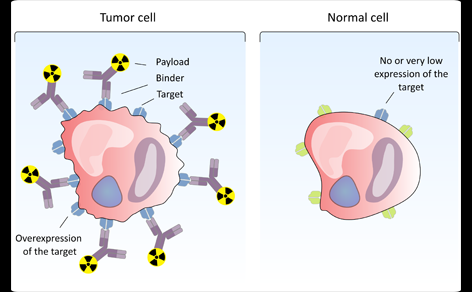 Tumor cell
Payload
Binder
Target
Overexpression
of the target
Normal cell
No or very low
expression of the
target